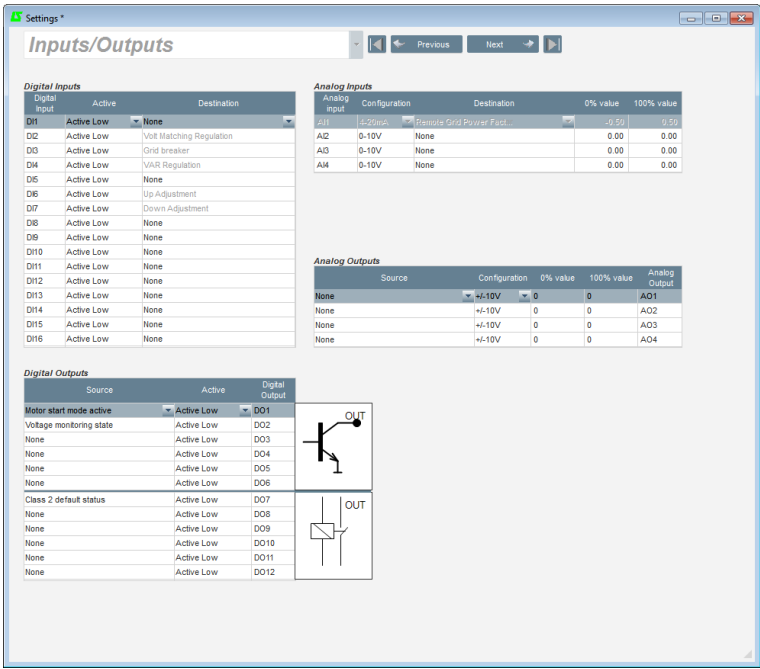 Settings *
Inputs/Outputs
Previous
Next
Digital Inputs
Digital Input Active Destination
DI1 Active Low None
DI2 Active Low Volt Matching Regulation
DI3 Active Low Grid breaker
DI4 Active Low VAR Regulation
DI5 Active Low None
DI6 Active Low Up Adjustment
DI7 Active Low Down Adjustment
DI8 Active Low None
DI9 Active Low None
DI10 Active Low None
DI11 Active Low None
DI12 Active Low None
DI13 Active Low None
DI14 Active Low None
DI15 Active Low None
DI16 Active Low None
Analog Inputs
Analog input Configuration Destination 0% value 100% value
AI1 4-20mA Remote Grid Power Fact... -0.50 0.50
AI2 0-10V None 0.00 0.00
AI3 0-10V None 0.00 0.00
AI4 0-10V None 0.00 0.00
Analog Outputs
Source Configuration 0% value 100% value Analog Output
None +/-10V 0 0 AO1
None +/-10V 0 0 AO2
None +/-10V 0 0 AO3
None +/-10V 0 0 AO4
Digital Outputs
Source Active Digital Output
Motor start mode active Active Low DO1
Voltage monitoring state Active Low DO2
None Active Low DO3
None Active Low DO4
None Active Low DO5
None Active Low DO6
Class 2 default status Active Low DO7
None Active Low DO8
None Active Low DO9
None Active Low DO10
None Active Low DO11
None Active Low DO12
OUT
OUT